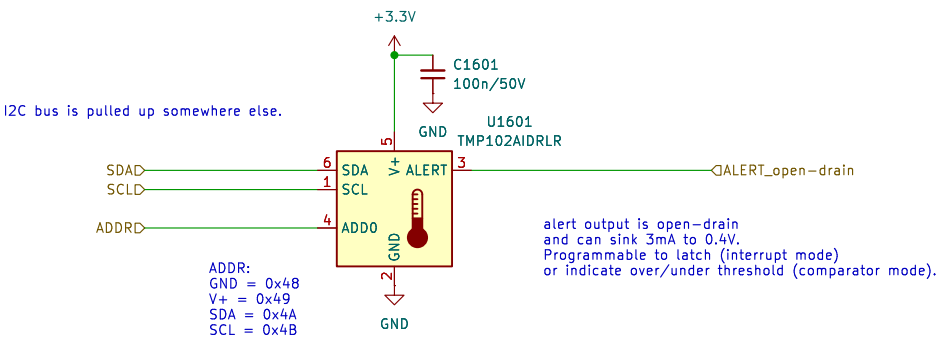 +3.3V
C1601
100n/50V
GND
I2C bus is pulled up somewhere else.
U1601
TMP102AIDRLR
5
SDA
6
SDA
V+
ALERT
3
ALERT_open-drain
SCL
1
SCL
ADDR
4
ADD0
GND
2
GND
alert output is open-drain
and can sink 3mA to 0.4V.
Programmable to latch (interrupt mode)
or indicate over/under threshold (comparator mode).
ADDR:
GND = 0x48
V+ = 0x49
SDA = 0x4A
SCL = 0x4B